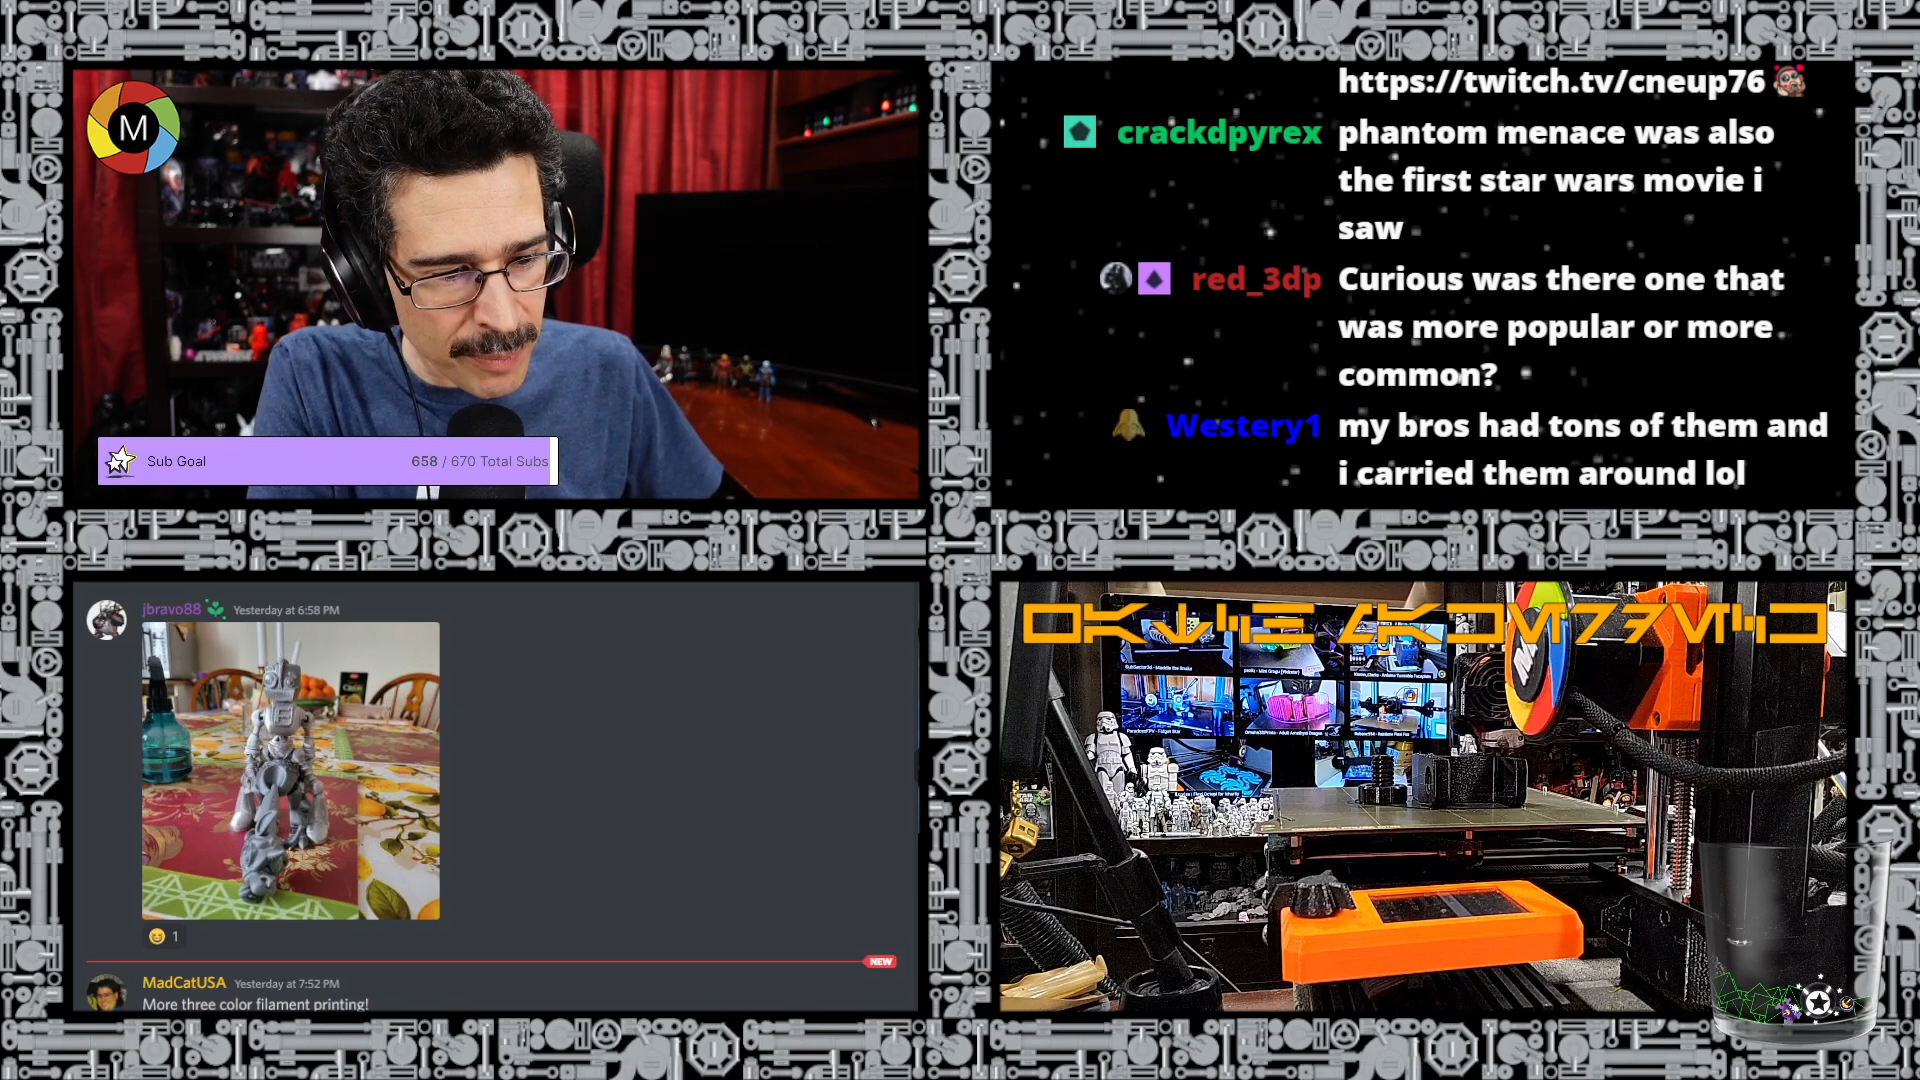 M
Sub Goal
658 / 670 Total Subs
https://twitch.tv/cneup76
crackdpyrex phantom menace was also
the first star wars movie i
saw
red_3dp Curious was there one that
was more popular or more
common?
Westery1 my bros had tons of them and
i carried them around lol
jbravo88 Yesterday at 6:58 PM
1
NEW
MadCatUSA Yesterday at 7:52 PM
More three color filament printing!